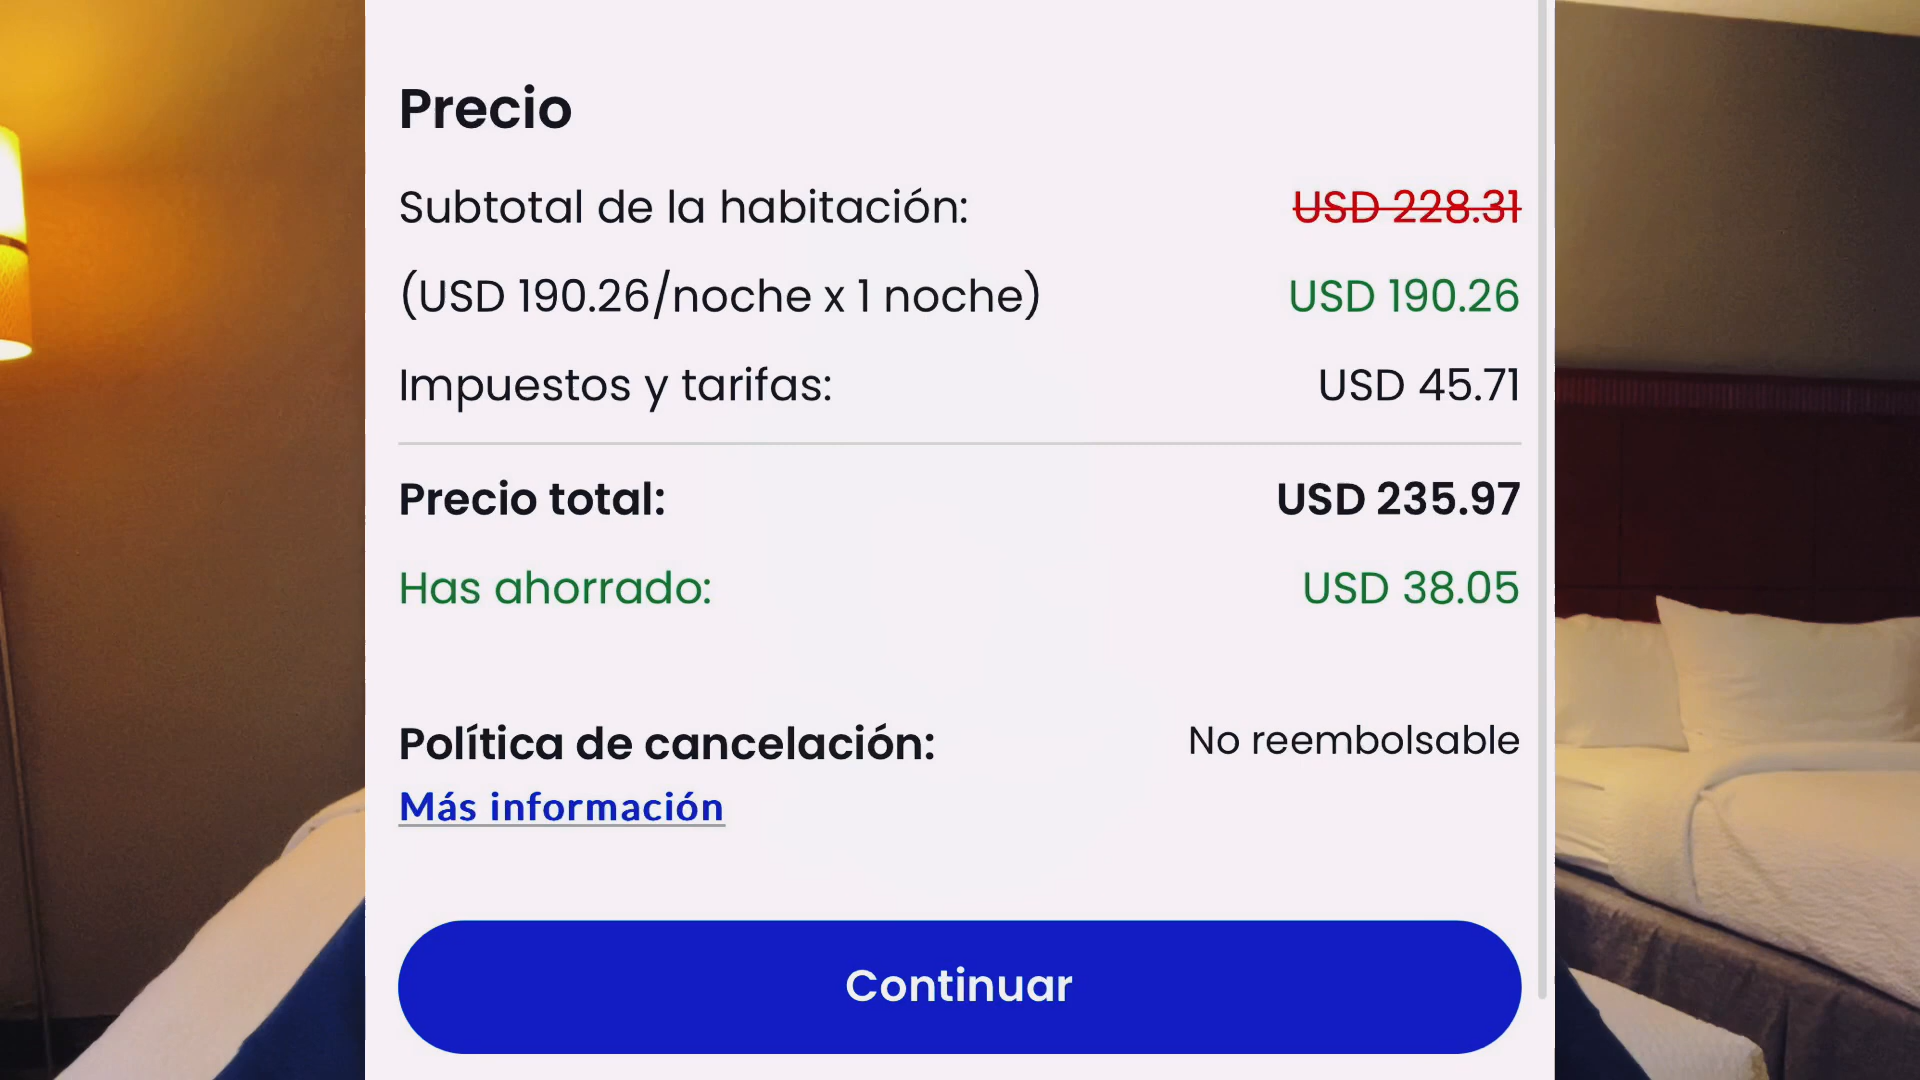 Precio
Subtotal de la habitación: USD 228.31
(USD 190.26/noche x 1 noche) USD 190.26
Impuestos y tarifas: USD 45.71
Precio total: USD 235.97
Has ahorrado: USD 38.05
Política de cancelación: No reembolsable
Más información
Continuar